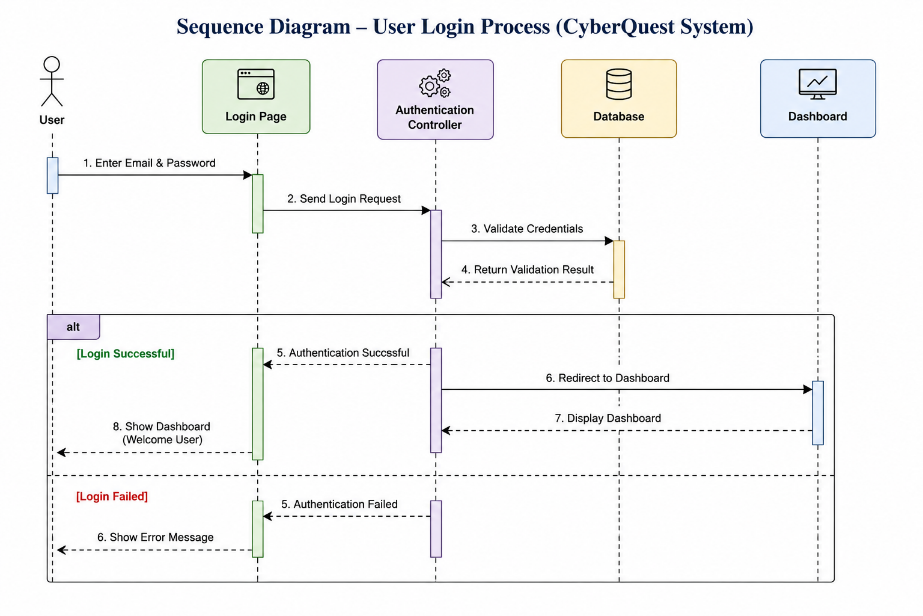 Sequence Diagram – User Login Process (CyberQuest System)
User
Login Page
Authentication
Controller
Database
Dashboard
1. Enter Email & Password
2. Send Login Request
3. Validate Credentials
4. Return Validation Result
alt
[Login Successful]
5. Authentication Succssful
6. Redirect to Dashboard
7. Display Dashboard
8. Show Dashboard
(Welcome User)
[Login Failed]
5. Authentication Failed
6. Show Error Message